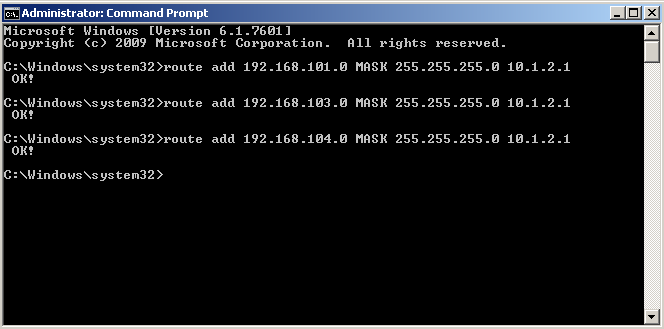 Administrator: Command Prompt
Microsoft Windows [Version 6.1.7601]
Copyright (c) 2009 Microsoft Corporation.  All rights reserved.
C:\Windows\system32>route add 192.168.101.0 MASK 255.255.255.0 10.1.2.1
 OK!
C:\Windows\system32>route add 192.168.103.0 MASK 255.255.255.0 10.1.2.1
 OK!
C:\Windows\system32>route add 192.168.104.0 MASK 255.255.255.0 10.1.2.1
 OK!
C:\Windows\system32>